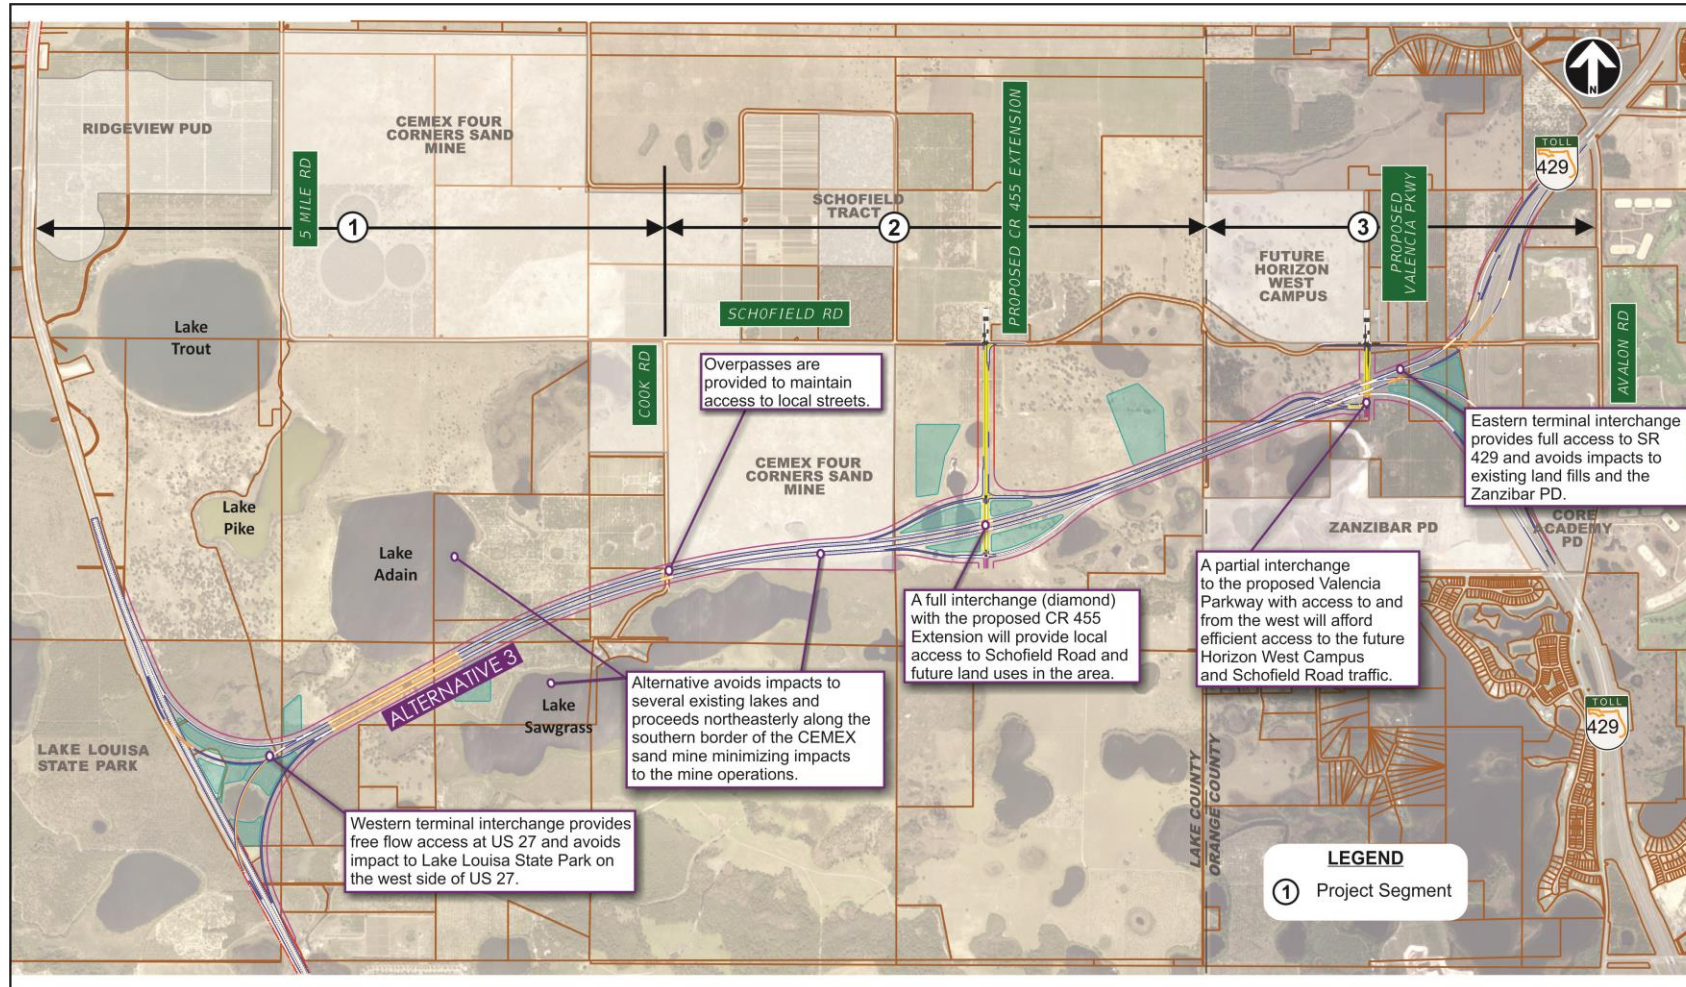 RIDGEVIEW PUD
CEMEX FOUR
CORNERS SAND
MINE
5 MILE RD
1
SCHOFIELD
TRACT
2
PROPOSED CR 455 EXTENSION
3
FUTURE
HORIZON
WEST
CAMPUS
PROPOSED
VALENCIA PKWY
TOLL
429
N
AVALON RD
Lake
Trout
SCHOFIELD RD
COOK RD
Overpasses are
provided to maintain
access to local streets.
CEMEX FOUR
CORNERS SAND
MINE
Eastern terminal interchange
provides full access to SR
429 and avoids impacts to
existing land fills and the
Zanzibar PD.
Lake
Pike
Lake
Adain
ZANZIBAR PD
CORE
ACADEMY
PD
A partial interchange
to the proposed Valencia
Parkway with access to and
from the west will afford
efficient access to the future
Horizon West Campus
and Schofield Road traffic.
A full interchange (diamond)
with the proposed CR 455
Extension will provide local
access to Schofield Road and
future land uses in the area.
ALTERNATIVE 3
Lake
Sawgrass
Alternative avoids impacts to
several existing lakes and
proceeds northeasterly along the
southern border of the CEMEX
sand mine minimizing impacts
to the mine operations.
TOLL
429
LAKE LOUISA
STATE PARK
Western terminal interchange provides
free flow access at US 27 and avoids
impact to Lake Louisa State Park on
the west side of US 27.
LAKE COUNTY
ORANGE COUNTY
LEGEND
1 Project Segment